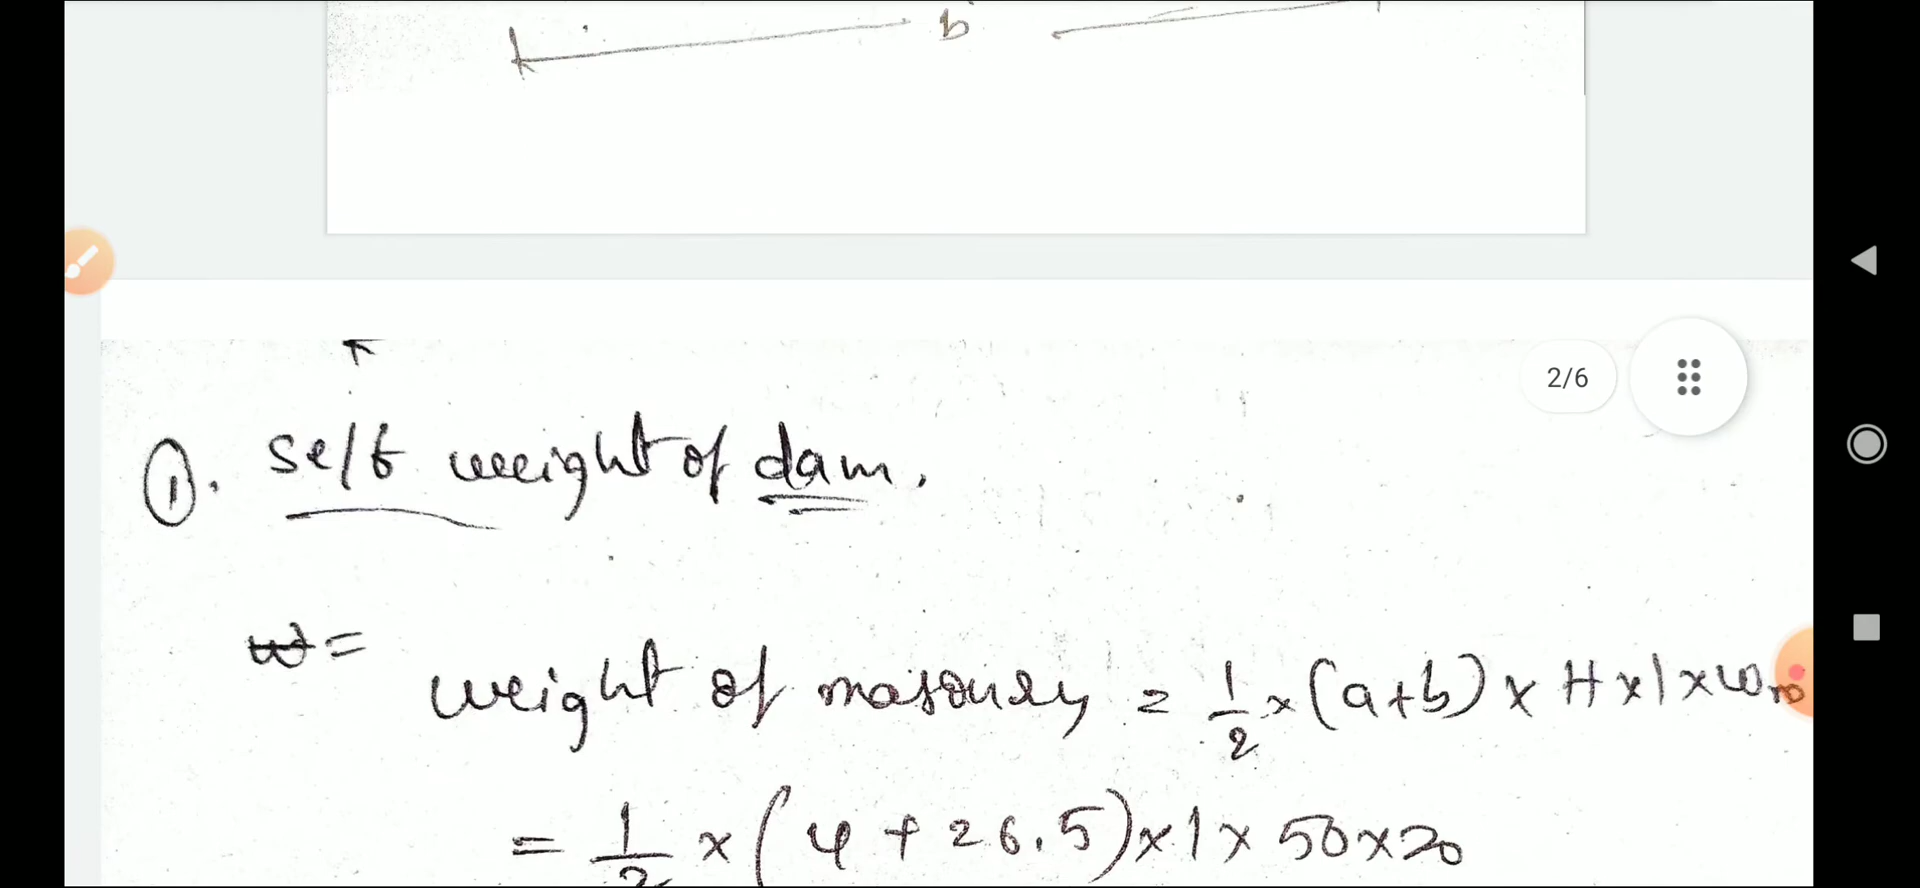 b
2/6
①. self weight of dam.
w =
weight of masonry = 1/2 × (a+b) × H × 1 × wm
= 1/2 × (4 + 26.5) × 1 × 50 × 20